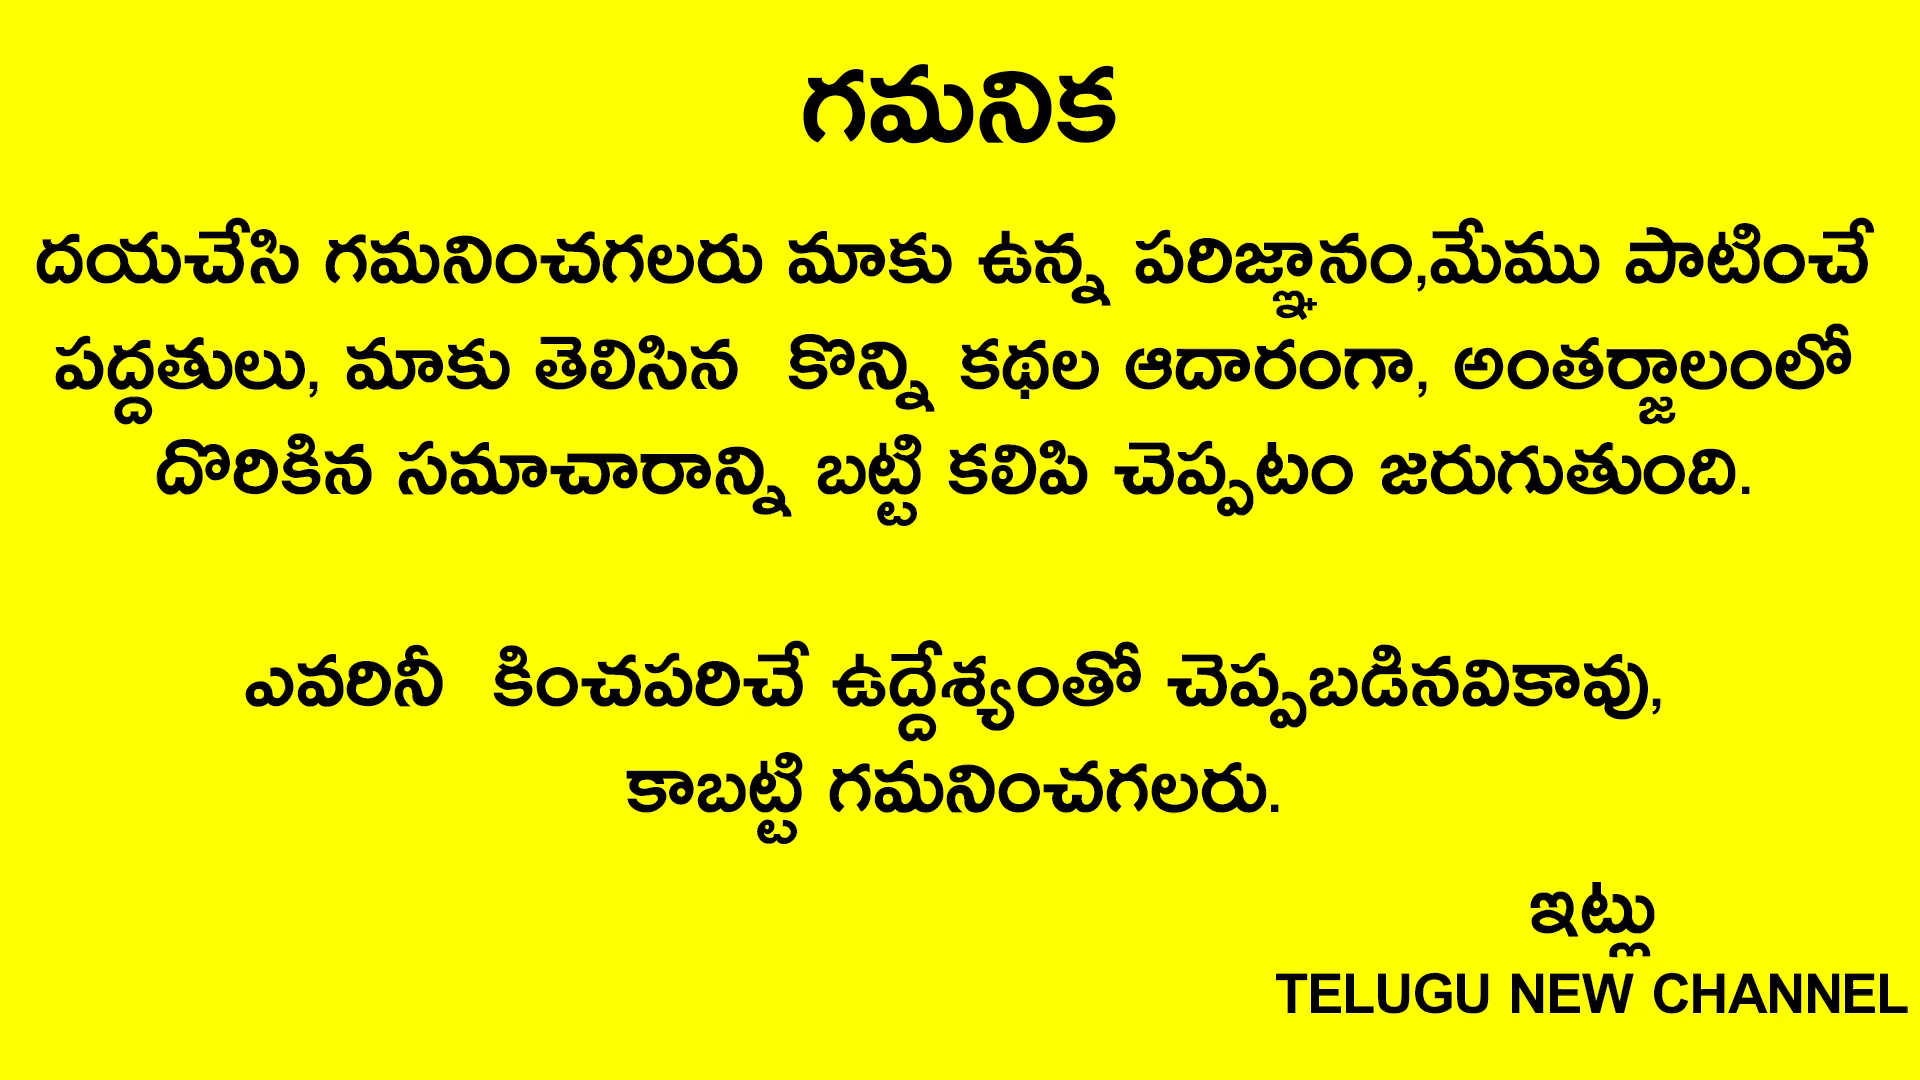 గమనిక
దయచేసి గమనించగలరు మాకు ఉన్న పరిజ్ఞానం,మేము పాటించే
పద్దతులు, మాకు తెలిసిన కొన్ని కథల ఆదారంగా, అంతర్జాలంలో
దొరికిన సమాచారాన్ని బట్టి కలిపి చెప్పటం జరుగుతుంది.
ఎవరినీ కించపరిచే ఉద్దేశ్యంతో చెప్పబడినవికావు,
కాబట్టి గమనించగలరు.
ఇట్లు
TELUGU NEW CHANNEL